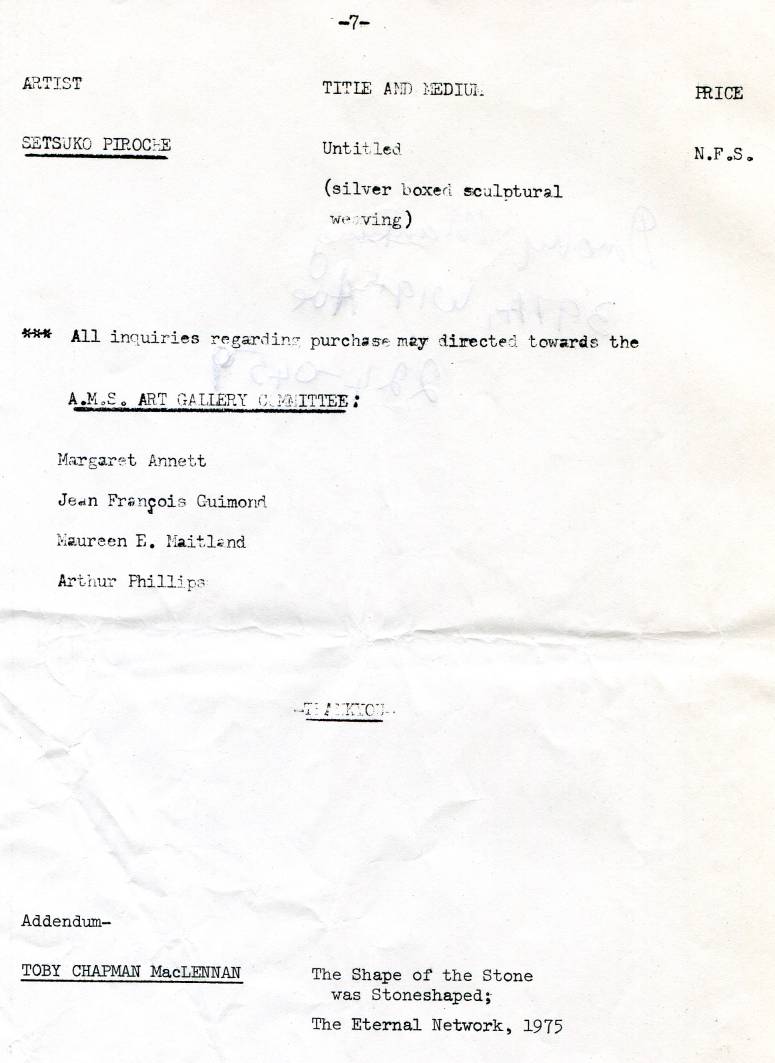 -7-
ARTIST TITLE AND MEDIUM PRICE
SETSUKO PIROCHE Untitled N.F.S.
(silver boxed sculptural
weaving)
*** All inquiries regarding purchase may directed towards the
A.M.S. ART GALLERY COMMITTEE:
Margaret Annett
Jean François Guimond
Maureen E. Maitland
Arthur Phillips
-THANKYOU-
Addendum-
TOBY CHAPMAN MacLENNAN The Shape of the Stone
was Stoneshaped;
The Eternal Network, 1975